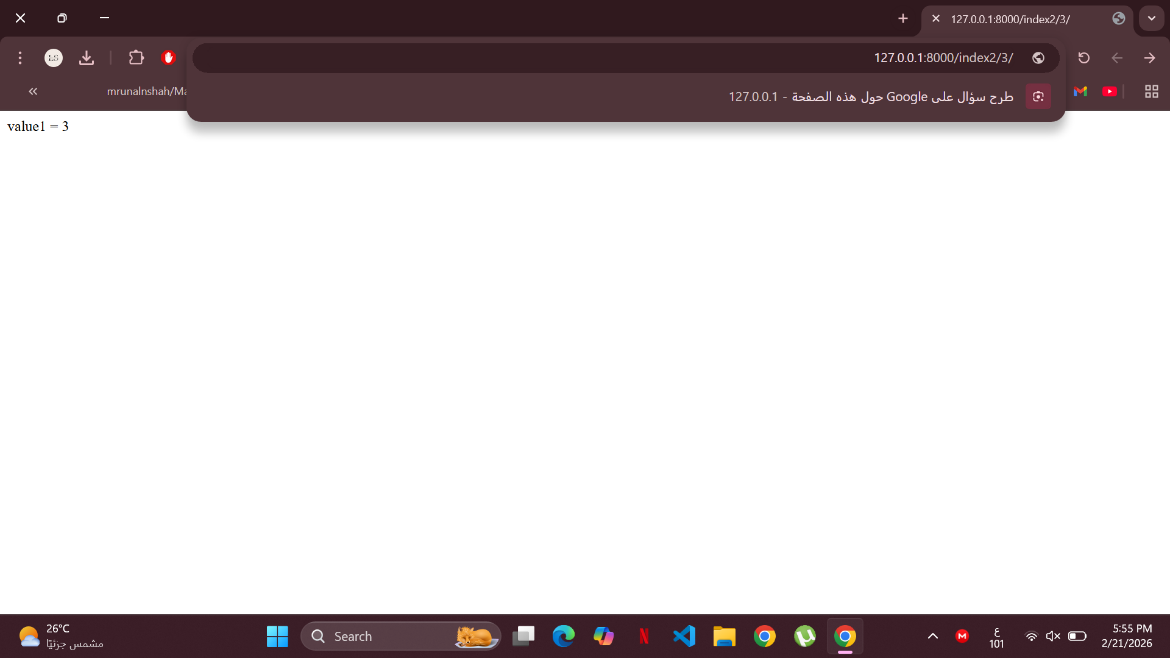 127.0.0.1:8000/index2/3/
127.0.0.1:8000/index2/3/
mrunalnshah/Ma
طرح سؤال على Google حول هذه الصفحة - 127.0.0.1
value1 = 3
26°C
مشمس جزئيًا
Search
ع
101
5:55 PM
2/21/2026